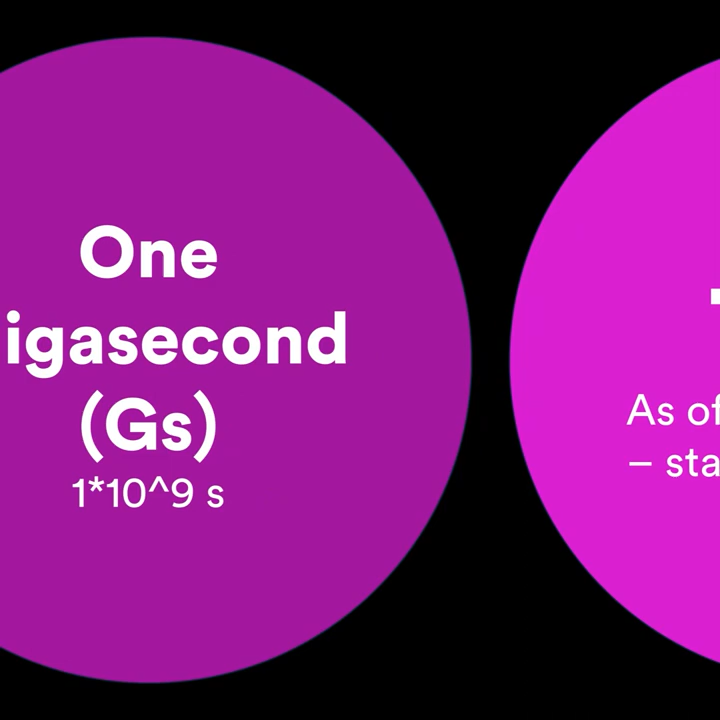 One
igasecond
(Gs)
1*10^9 s
As of
– sta